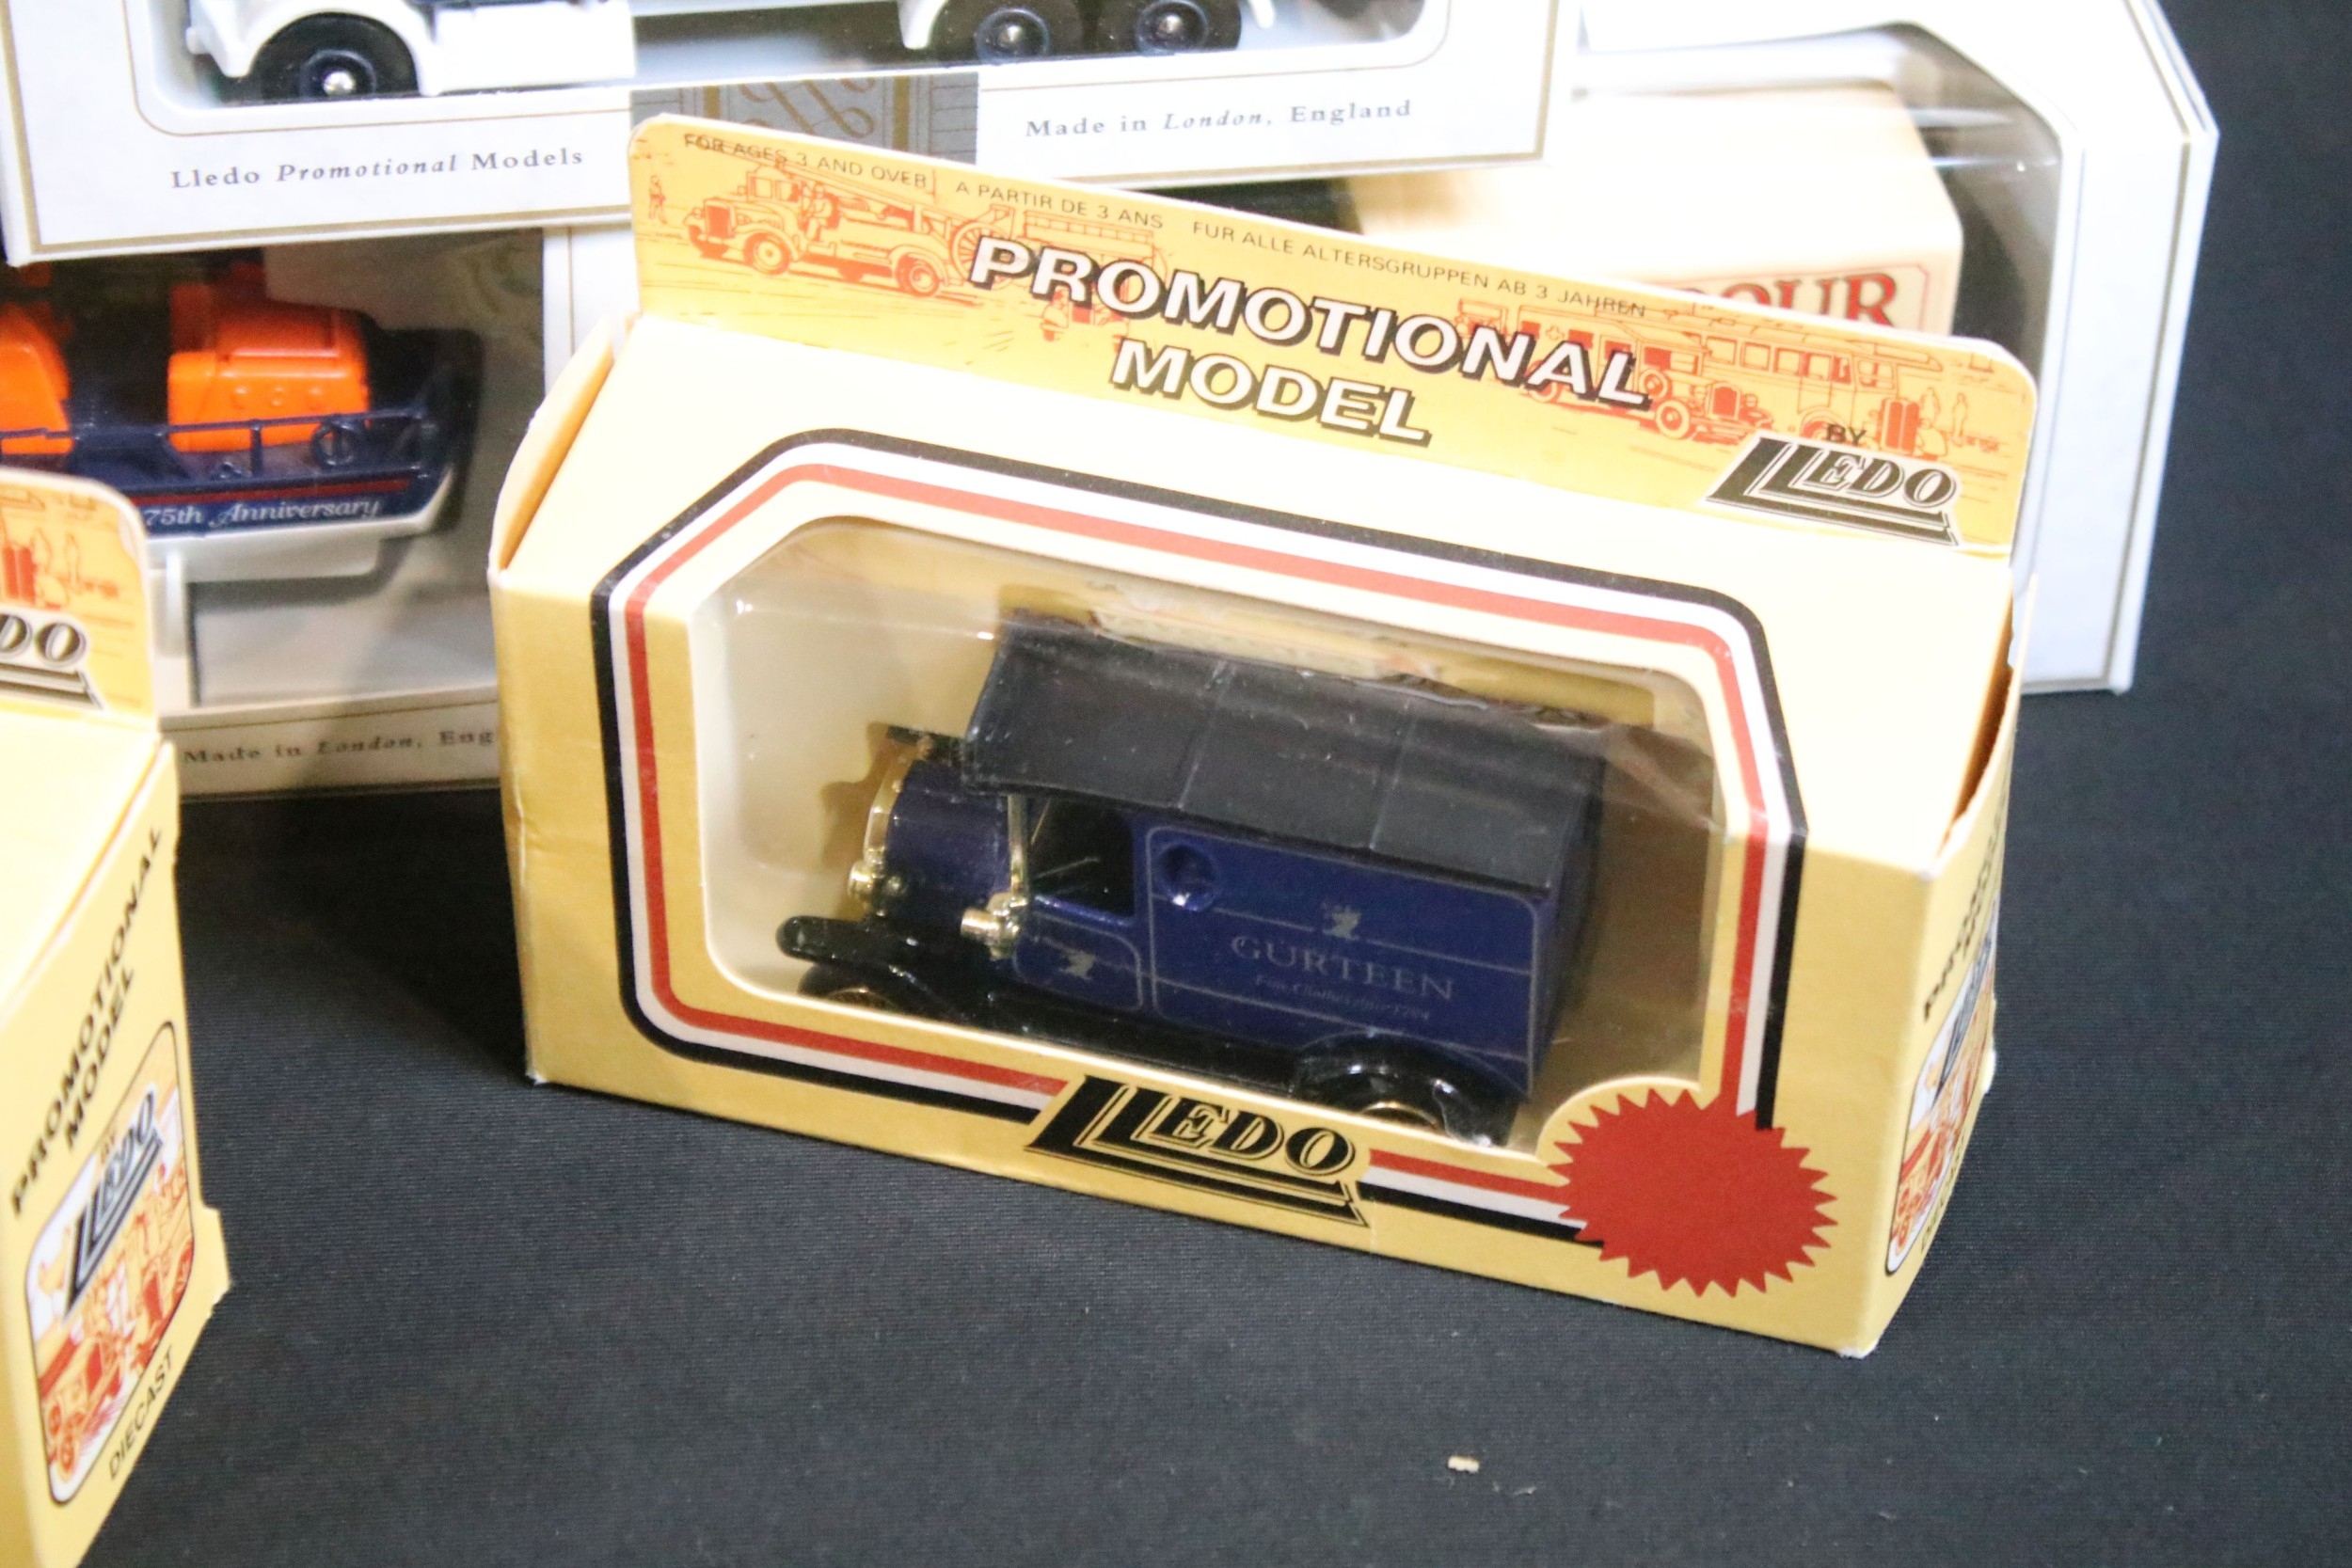 Lledo Promotional Models
Made in London, England
OUR
75th Anniversary
Made in London, Eng
FOR AGES 3 AND OVER A PARTIR DE 3 ANS FUR ALLE ALTERSGRUPPEN AB 3 JAHREN
PROMOTIONAL
MODEL
BY
LLEDO
GURTEEN
LLEDO
DO
PROMOTIONAL
MODEL
BY
LLEDO
DIECAST